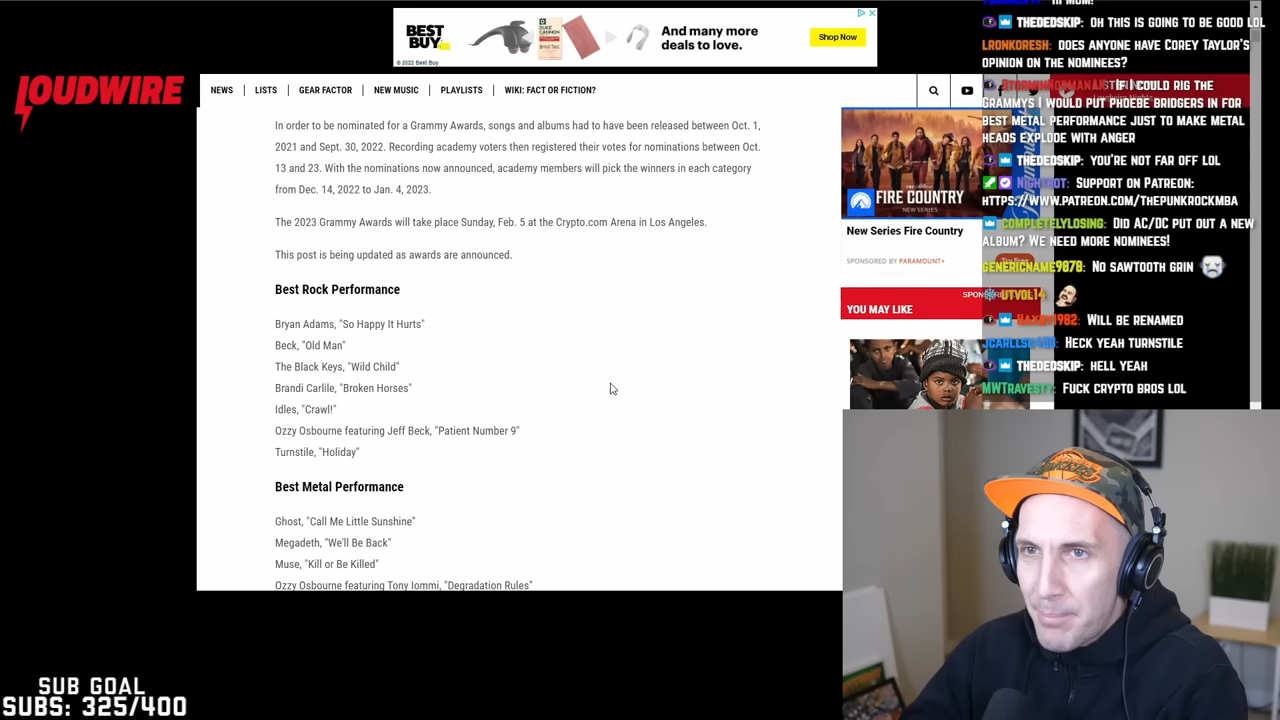 BEST BUY
And many more
deals to love.
Shop Now
© 2022 Best Buy
LOUDWIRE
NEWS
LISTS
GEAR FACTOR
NEW MUSIC
PLAYLISTS
WIKI: FACT OR FICTION?
In order to be nominated for a Grammy Awards, songs and albums had to have been released between Oct. 1,
2021 and Sept. 30, 2022. Recording academy voters then registered their votes for nominations between Oct.
13 and 23. With the nominations now announced, academy members will pick the winners in each category
from Dec. 14, 2022 to Jan. 4, 2023.
The 2023 Grammy Awards will take place Sunday, Feb. 5 at the Crypto.com Arena in Los Angeles.
This post is being updated as awards are announced.
Best Rock Performance
Bryan Adams, "So Happy It Hurts"
Beck, "Old Man"
The Black Keys, "Wild Child"
Brandi Carlile, "Broken Horses"
Idles, "Crawl!"
Ozzy Osbourne featuring Jeff Beck, "Patient Number 9"
Turnstile, "Holiday"
Best Metal Performance
Ghost, "Call Me Little Sunshine"
Megadeth, "We'll Be Back"
Muse, "Kill or Be Killed"
Ozzy Osbourne featuring Tony Iommi, "Degradation Rules"
FIRE COUNTRY
NEW SERIES
New Series Fire Country
SPONSORED BY PARAMOUNT+
YOU MAY LIKE
THEDEDSKIP: OH THIS IS GOING TO BE GOOD LOL
LRONKORESH: DOES ANYONE HAVE COREY TAYLOR'S
OPINION ON THE NOMINEES?
IF I COULD RIG THE
GRAMMYS I WOULD PUT PHOEBE BRIDGERS IN FOR
BEST METAL PERFORMANCE JUST TO MAKE METAL
HEADS EXPLODE WITH ANGER
THEDEDSKIP: YOU'RE NOT FAR OFF LOL
NIGHTBOT: SUPPORT ON PATREON:
HTTPS://WWW.PATREON.COM/THEPUNKROCKMBA
COMPLETELYLOSING: DID AC/DC PUT OUT A NEW
ALBUM? WE NEED MORE NOMINEES!
GENERICNAME9878: NO SAWTOOTH GRIN
UTVOL14
WILL BE RENAMED
HECK YEAH TURNSTILE
THEDEDSKIP: HELL YEAH
MWTRAVESTY: FUCK CRYPTO BROS LOL
SUB GOAL
SUBS: 325/400